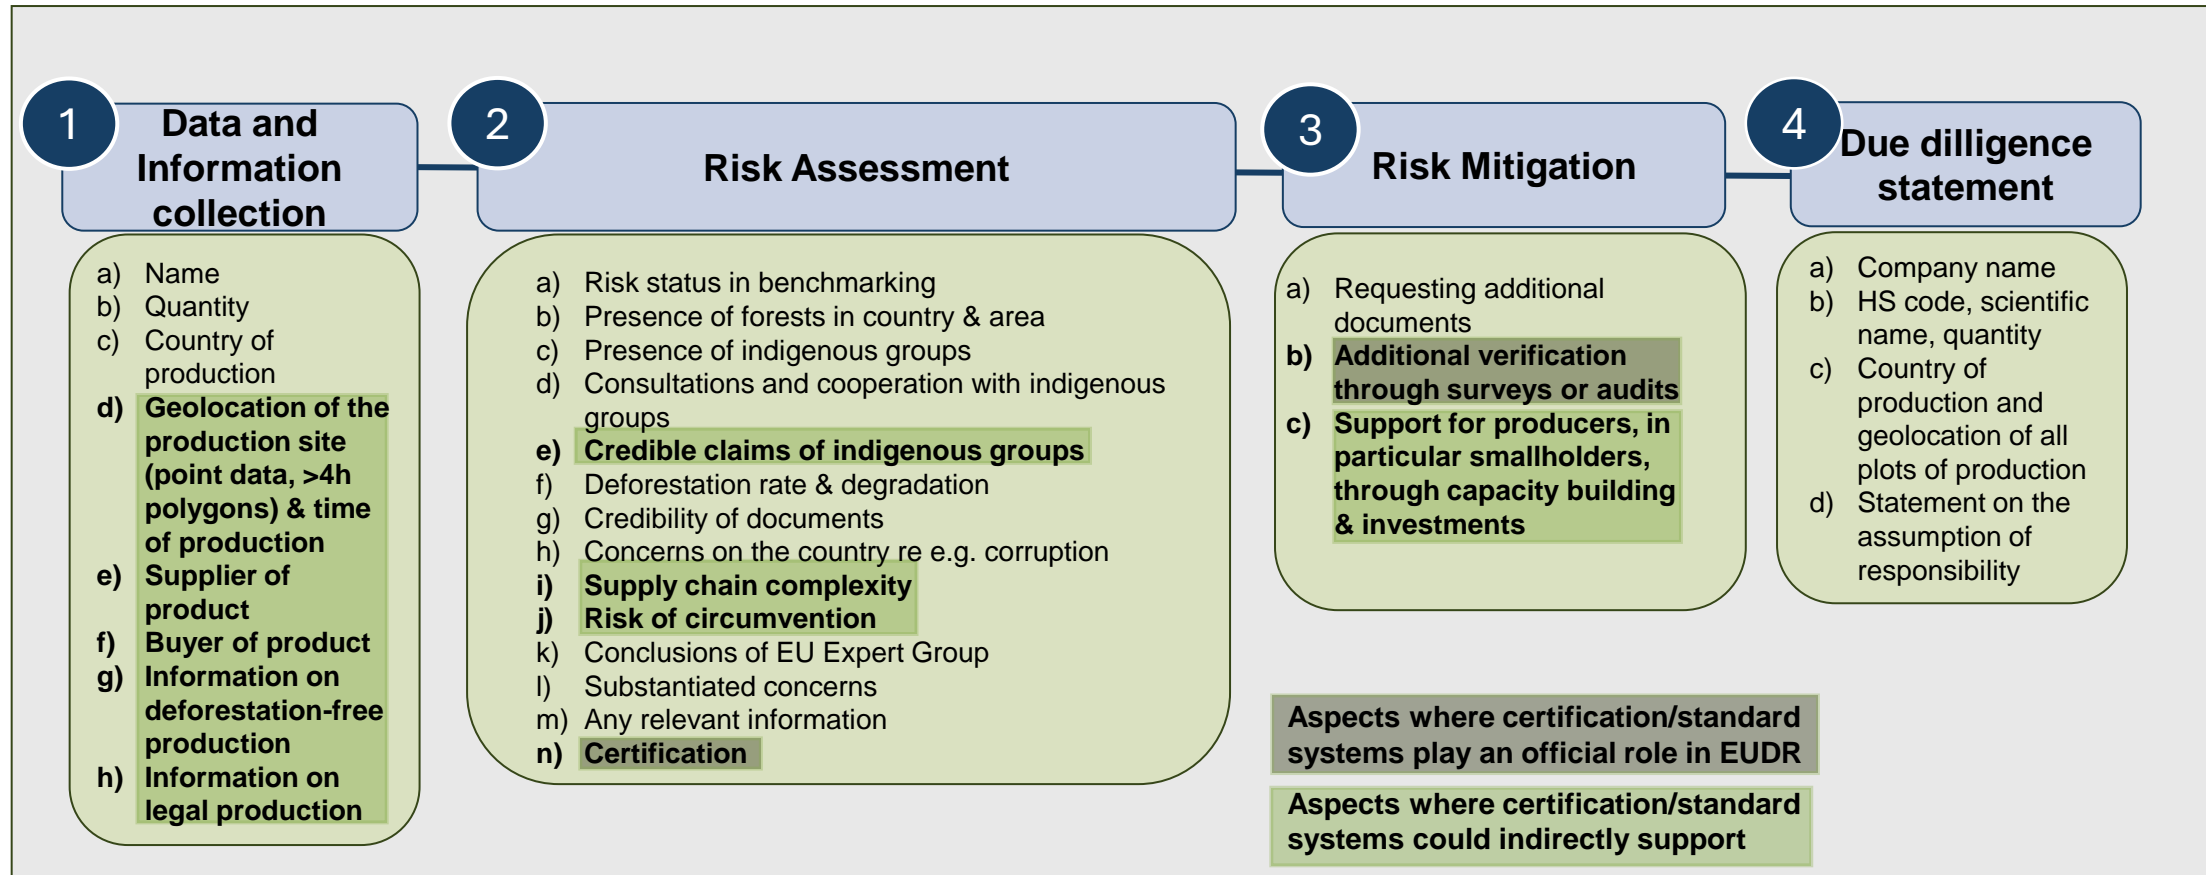 1
Data and
Information
collection
a) Name
b) Quantity
c) Country of
production
d) Geolocation of the
production site
(point data, >4h
polygons) & time
of production
e) Supplier of
product
f) Buyer of product
g) Information on
deforestation-free
production
h) Information on
legal production
2
Risk Assessment
a) Risk status in benchmarking
b) Presence of forests in country & area
c) Presence of indigenous groups
d) Consultations and cooperation with indigenous
groups
e) Credible claims of indigenous groups
f) Deforestation rate & degradation
g) Credibility of documents
h) Concerns on the country re e.g. corruption
i) Supply chain complexity
j) Risk of circumvention
k) Conclusions of EU Expert Group
l) Substantiated concerns
m) Any relevant information
n) Certification
3
Risk Mitigation
a) Requesting additional
documents
b) Additional verification
through surveys or audits
c) Support for producers, in
particular smallholders,
through capacity building
& investments
4
Due dilligence
statement
a) Company name
b) HS code, scientific
name, quantity
c) Country of
production and
geolocation of all
plots of production
d) Statement on the
assumption of
responsibility
Aspects where certification/standard
systems play an official role in EUDR
Aspects where certification/standard
systems could indirectly support